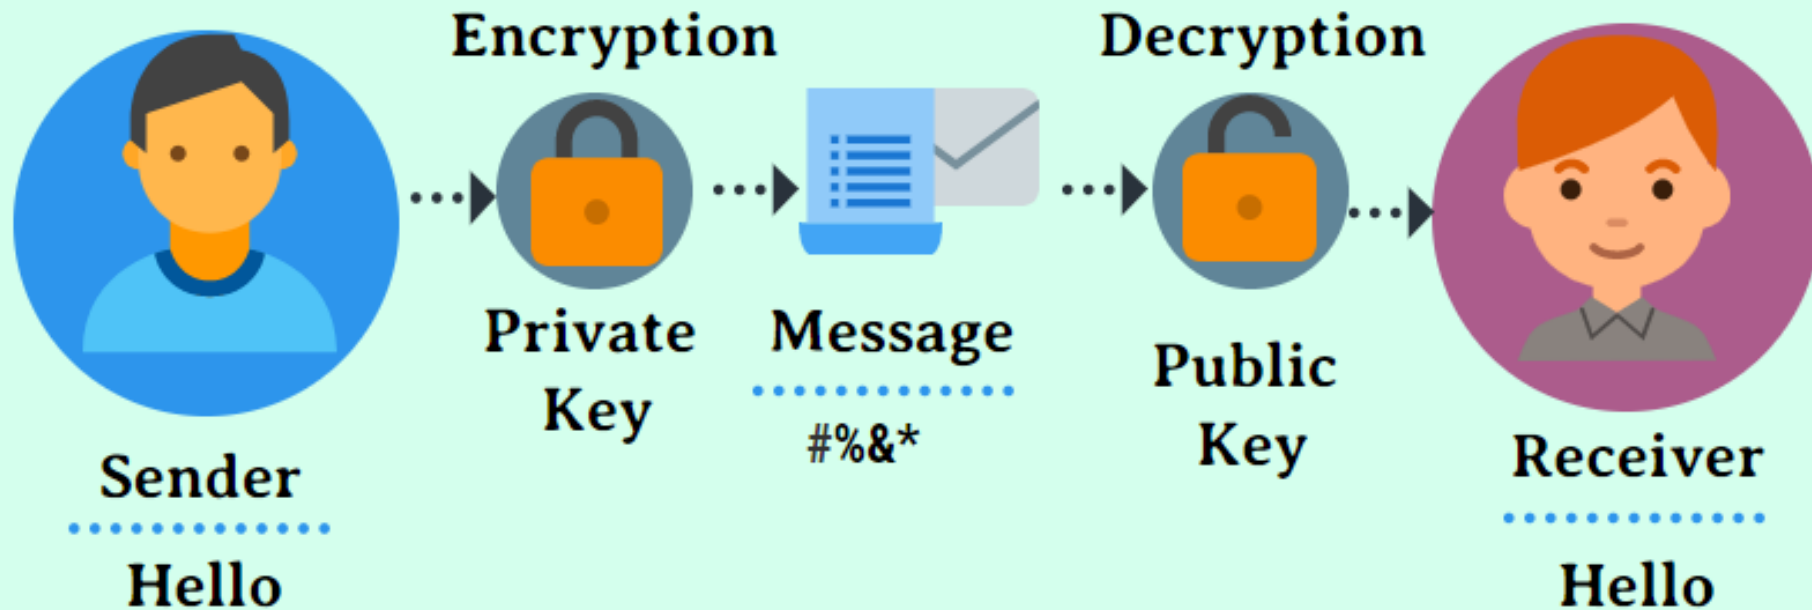 Encryption
Decryption
Private
Key
Message
#%&*
Public
Key
Sender
Hello
Receiver
Hello